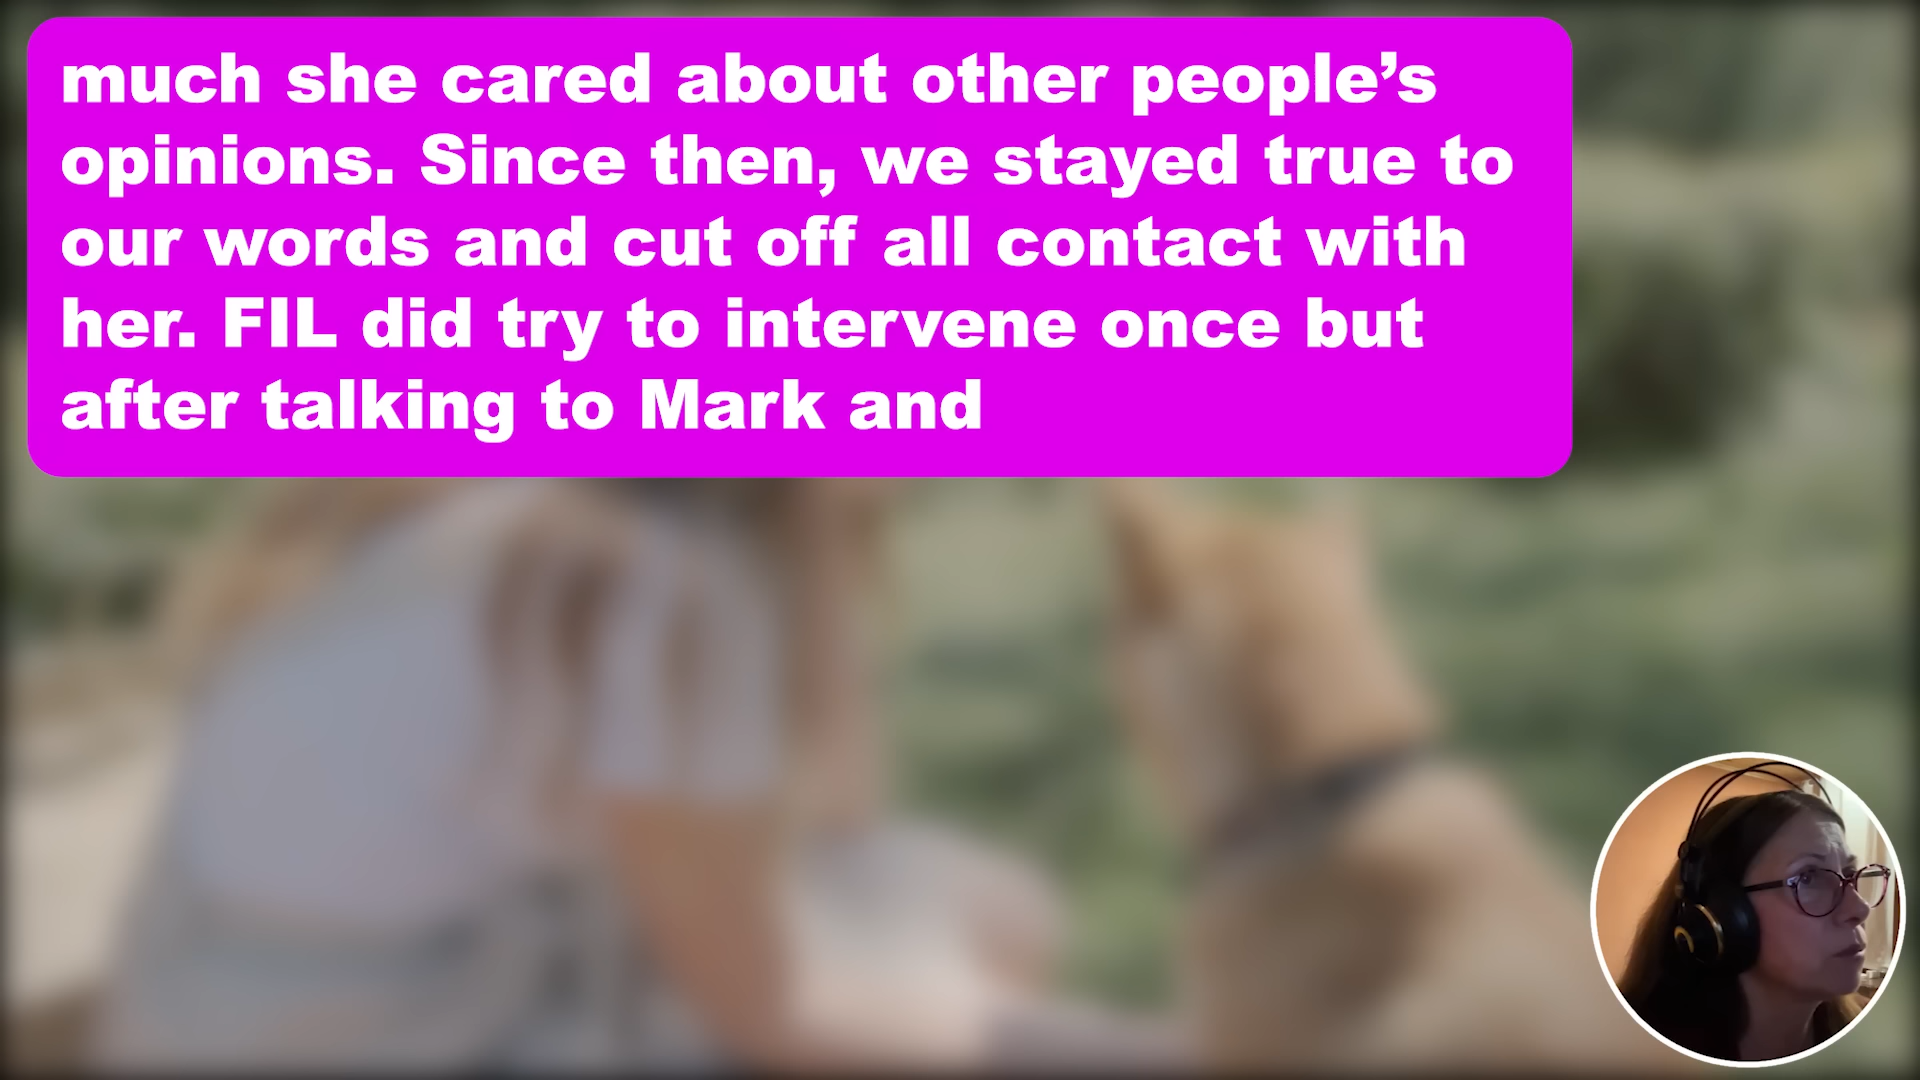 much she cared about other people’s
opinions. Since then, we stayed true to
our words and cut off all contact with
her. FIL did try to intervene once but
after talking to Mark and